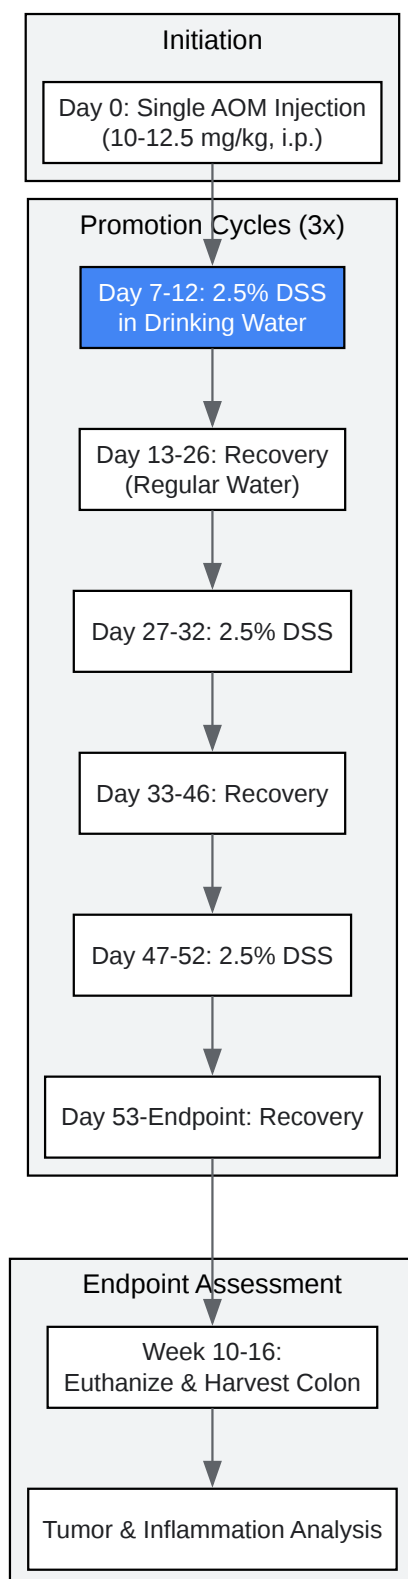 Initiation
Day 0: Single AOM Injection
(10-12.5 mg/kg, i.p.)
Promotion Cycles (3x)
Day 7-12: 2.5% DSS
in Drinking Water
Day 13-26: Recovery
(Regular Water)
Day 27-32: 2.5% DSS
Day 33-46: Recovery
Day 47-52: 2.5% DSS
Day 53-Endpoint: Recovery
Endpoint Assessment
Week 10-16:
Euthanize & Harvest Colon
Tumor & Inflammation Analysis